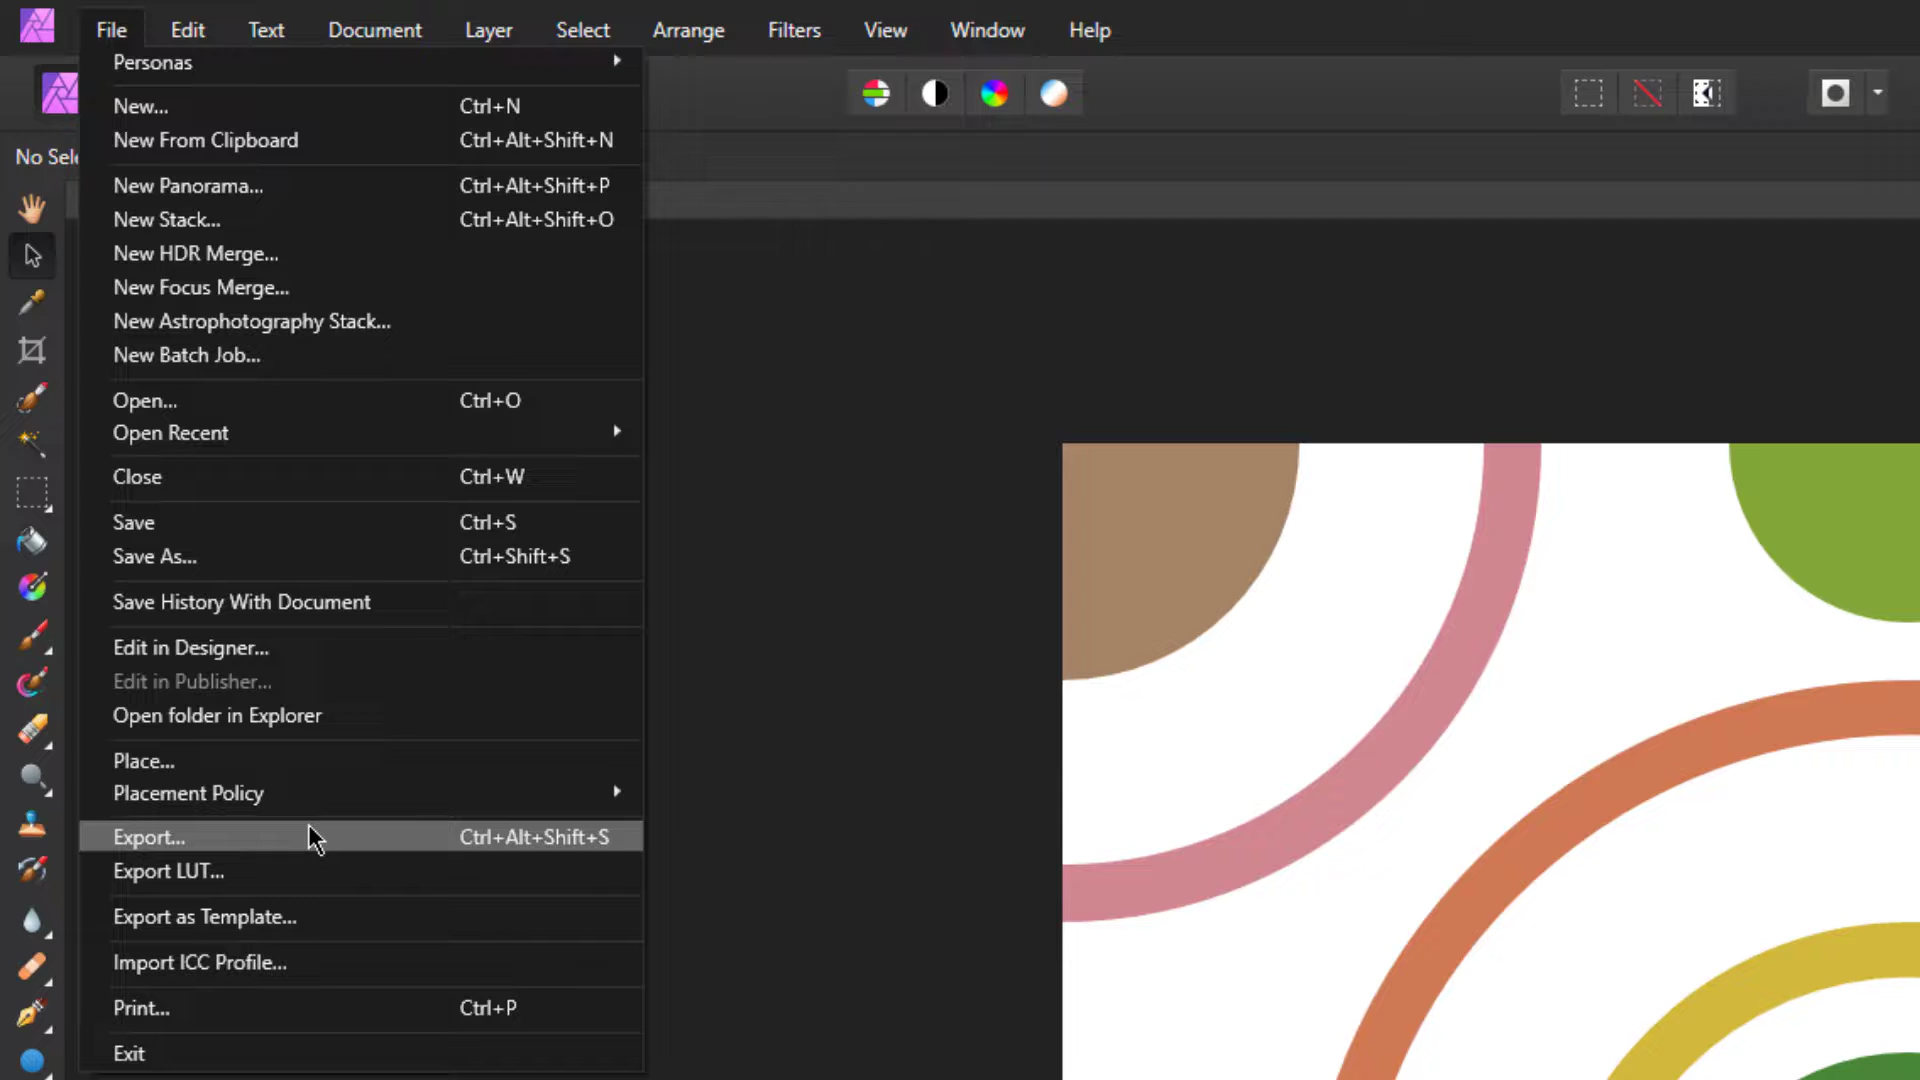 File Edit Text Document Layer Select Arrange Filters View Window Help
Personas
New... Ctrl+N
New From Clipboard Ctrl+Alt+Shift+N
No Sel
New Panorama... Ctrl+Alt+Shift+P
New Stack... Ctrl+Alt+Shift+O
New HDR Merge...
New Focus Merge...
New Astrophotography Stack...
New Batch Job...
Open... Ctrl+O
Open Recent
Close Ctrl+W
Save Ctrl+S
Save As... Ctrl+Shift+S
Save History With Document
Edit in Designer...
Edit in Publisher...
Open folder in Explorer
Place...
Placement Policy
Export... Ctrl+Alt+Shift+S
Export LUT...
Export as Template...
Import ICC Profile...
Print... Ctrl+P
Exit